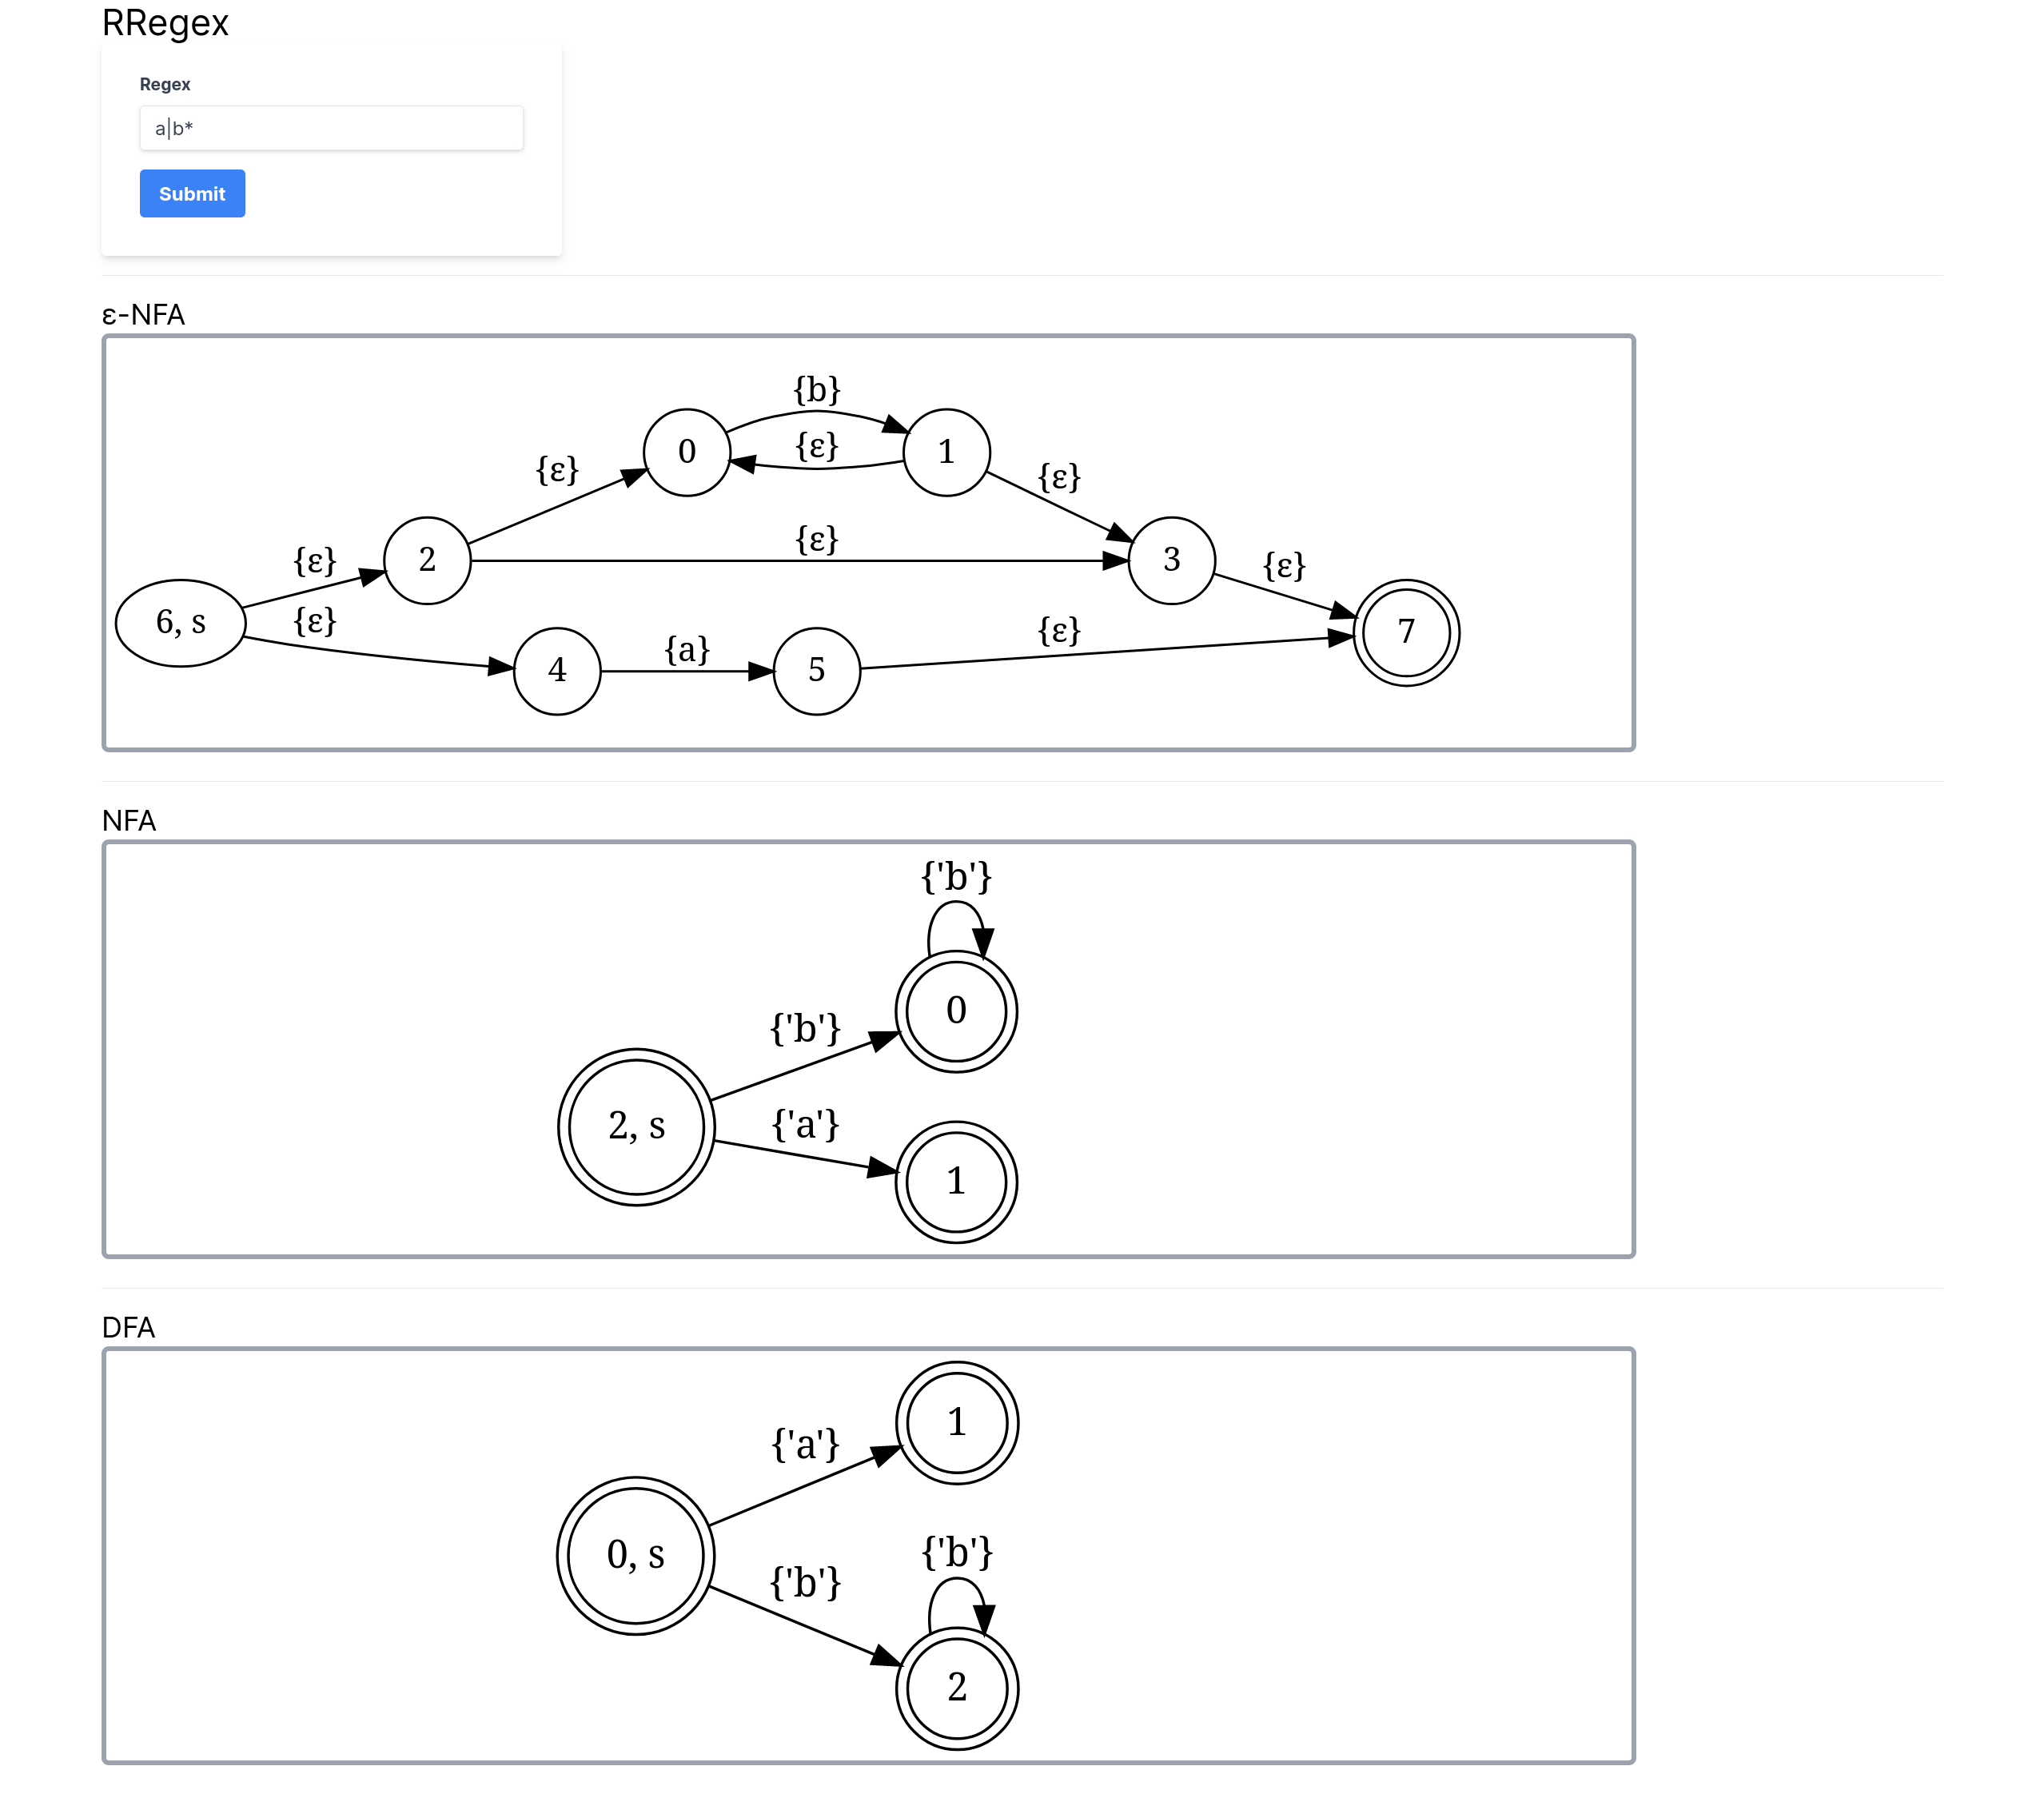 RRegex
Regex
a|b*
Submit
ε-NFA
{b}
0
{ε}
1
{ε}
{ε}
{ε}
2
{ε}
3
{ε}
6, s
{ε}
{ε}
7
4
{a}
5
NFA
{'b'}
0
{'b'}
2, s
{'a'}
1
DFA
1
{'a'}
0, s
{'b'}
{'b'}
2